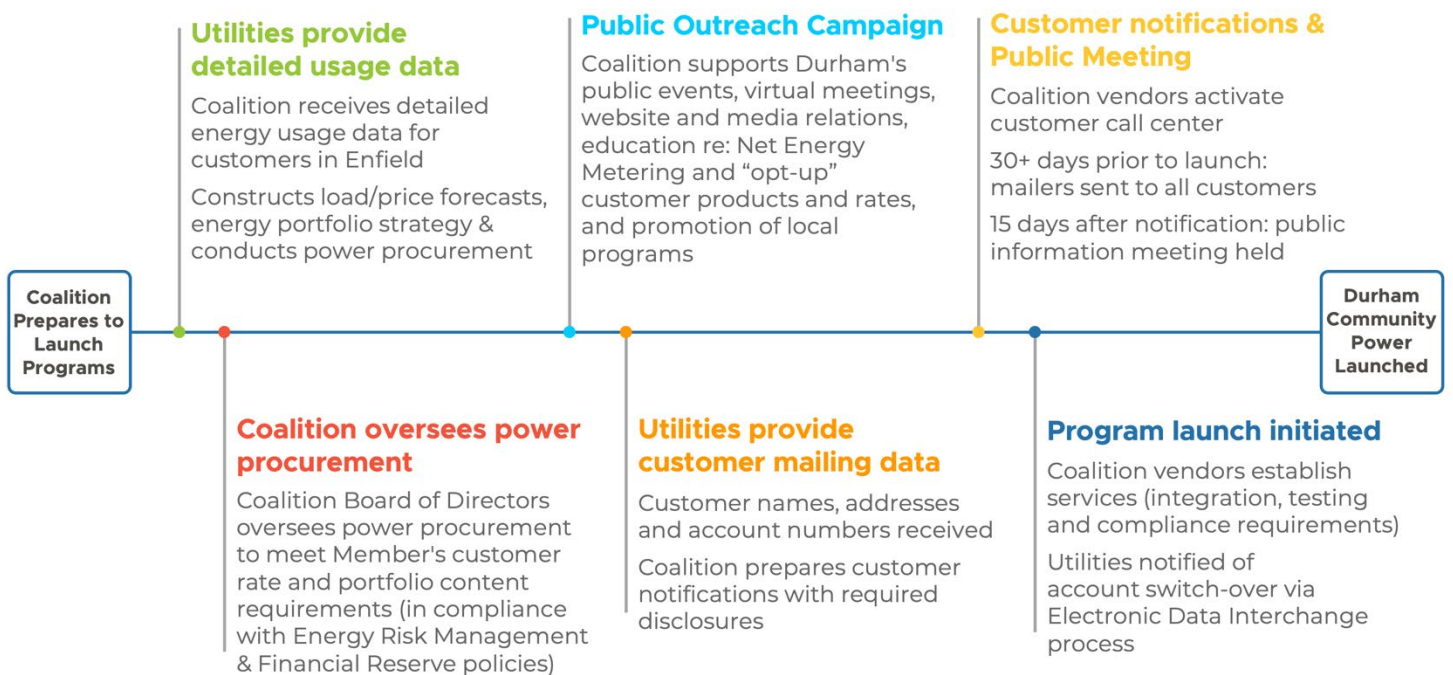 Utilities provide
detailed usage data
Coalition receives detailed
energy usage data for
customers in Enfield
Constructs load/price forecasts,
energy portfolio strategy &
conducts power procurement
Public Outreach Campaign
Coalition supports Durham's
public events, virtual meetings,
website and media relations,
education re: Net Energy
Metering and “opt-up”
customer products and rates,
and promotion of local
programs
Customer notifications &
Public Meeting
Coalition vendors activate
customer call center
30+ days prior to launch:
mailers sent to all customers
15 days after notification: public
information meeting held
Coalition
Prepares to
Launch
Programs
Durham
Community
Power
Launched
Coalition oversees power
procurement
Coalition Board of Directors
oversees power procurement
to meet Member's customer
rate and portfolio content
requirements (in compliance
with Energy Risk Management
& Financial Reserve policies)
Utilities provide
customer mailing data
Customer names, addresses
and account numbers received
Coalition prepares customer
notifications with required
disclosures
Program launch initiated
Coalition vendors establish
services (integration, testing
and compliance requirements)
Utilities notified of
account switch-over via
Electronic Data Interchange
process